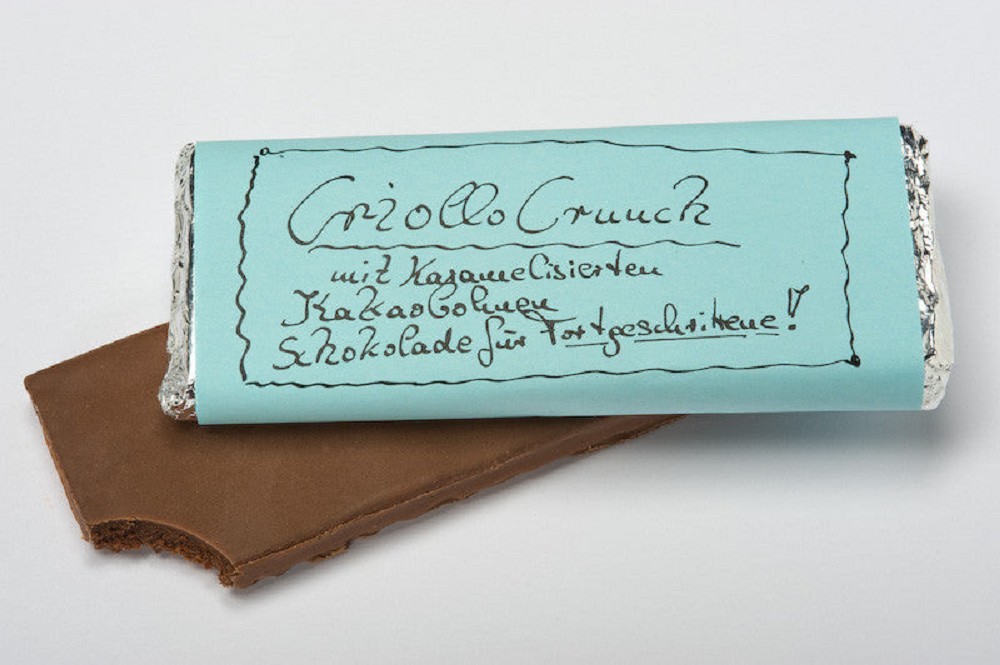 Criollo Crunch
mit Karamelisierten
Kakaobohnen
Schokolade für Fortgeschrittene!